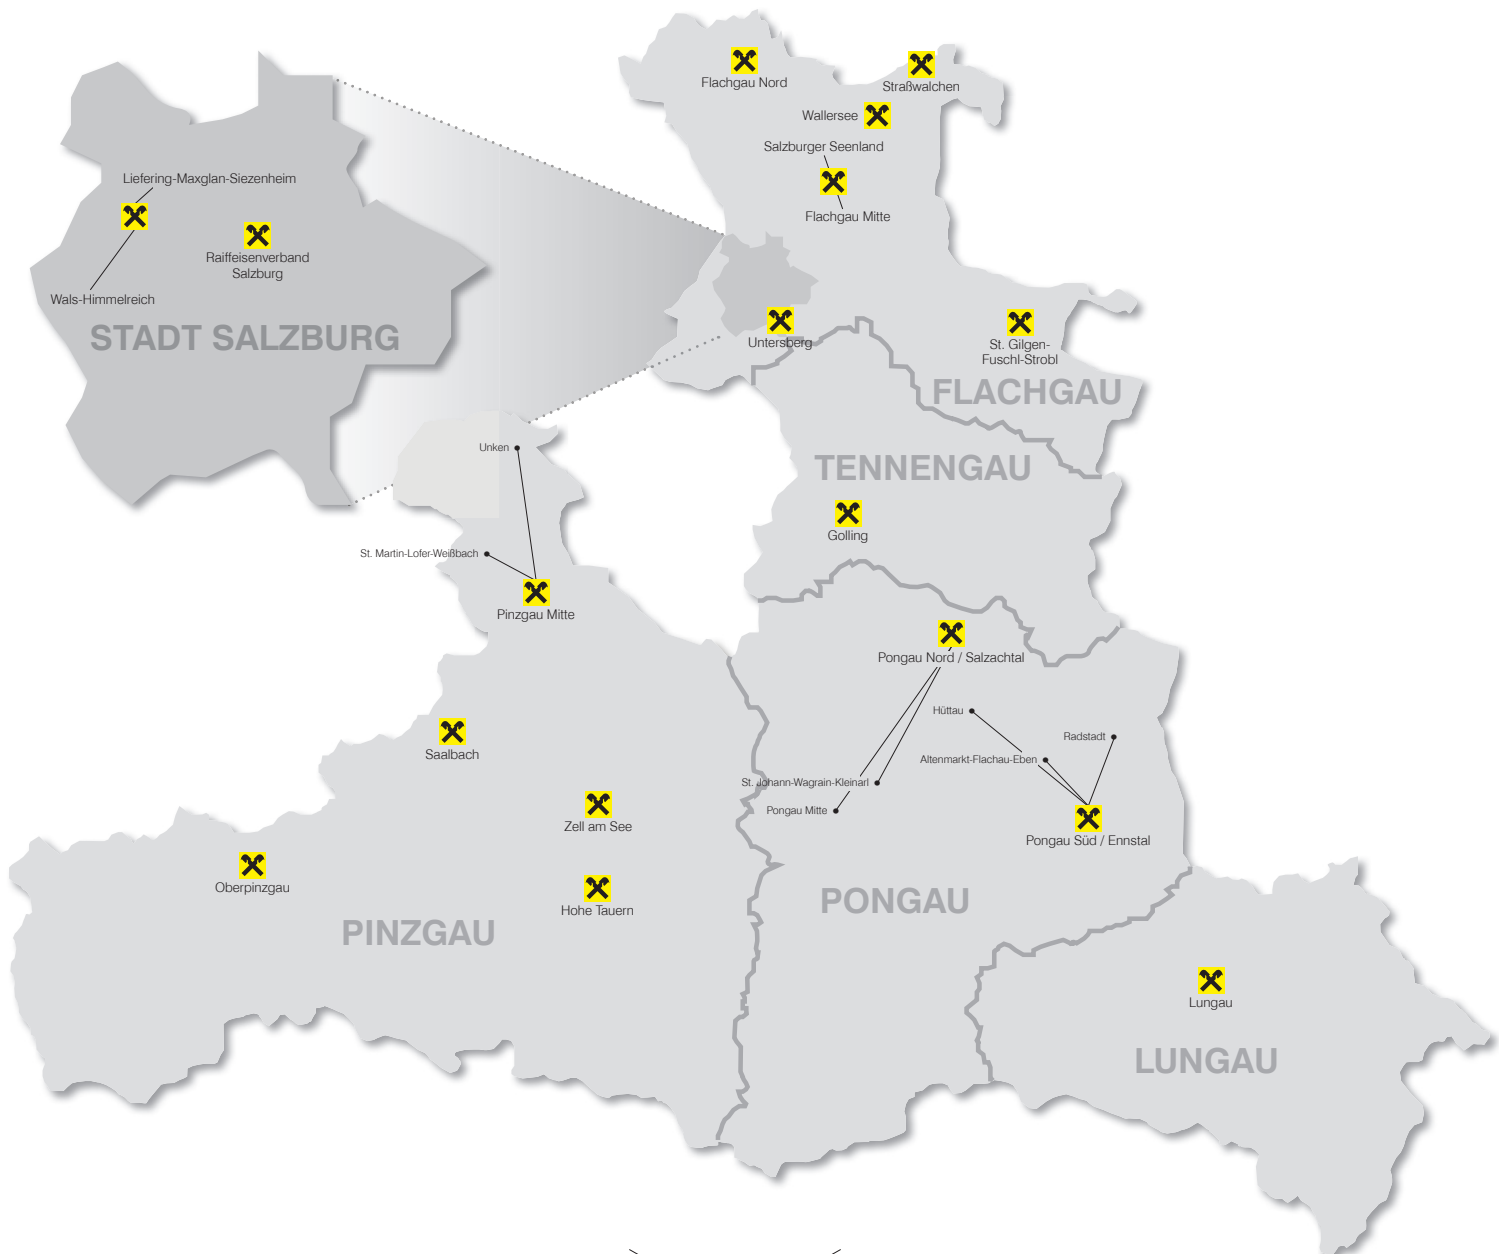 Flachgau Nord
Straßwalchen
Wallersee
Salzburger Seenland
Flachgau Mitte
Liefering-Maxglan-Siezenheim
Raiffeisenverband
Salzburg
Wals-Himmelreich
STADT SALZBURG
Untersberg
St. Gilgen-
Fuschl-Strobl
FLACHGAU
Unken
TENNENGAU
Golling
St. Martin-Lofer-Weißbach
Pinzgau Mitte
Pongau Nord / Salzachtal
Hüttau
Radstadt
Saalbach
Altenmarkt-Flachau-Eben
St. Johann-Wagrain-Kleinarl
Pongau Mitte
Zell am See
Pongau Süd / Ennstal
Oberpinzgau
Hohe Tauern
PONGAU
PINZGAU
Lungau
LUNGAU